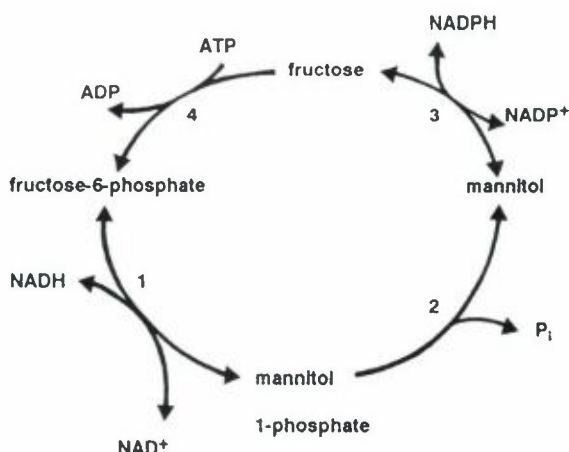 NADPH
ATP
fructose
ADP
4
3
NADP+
fructose-6-phosphate
mannitol
NADH
1
2
Pi
mannitol
1-phosphate
NAD+